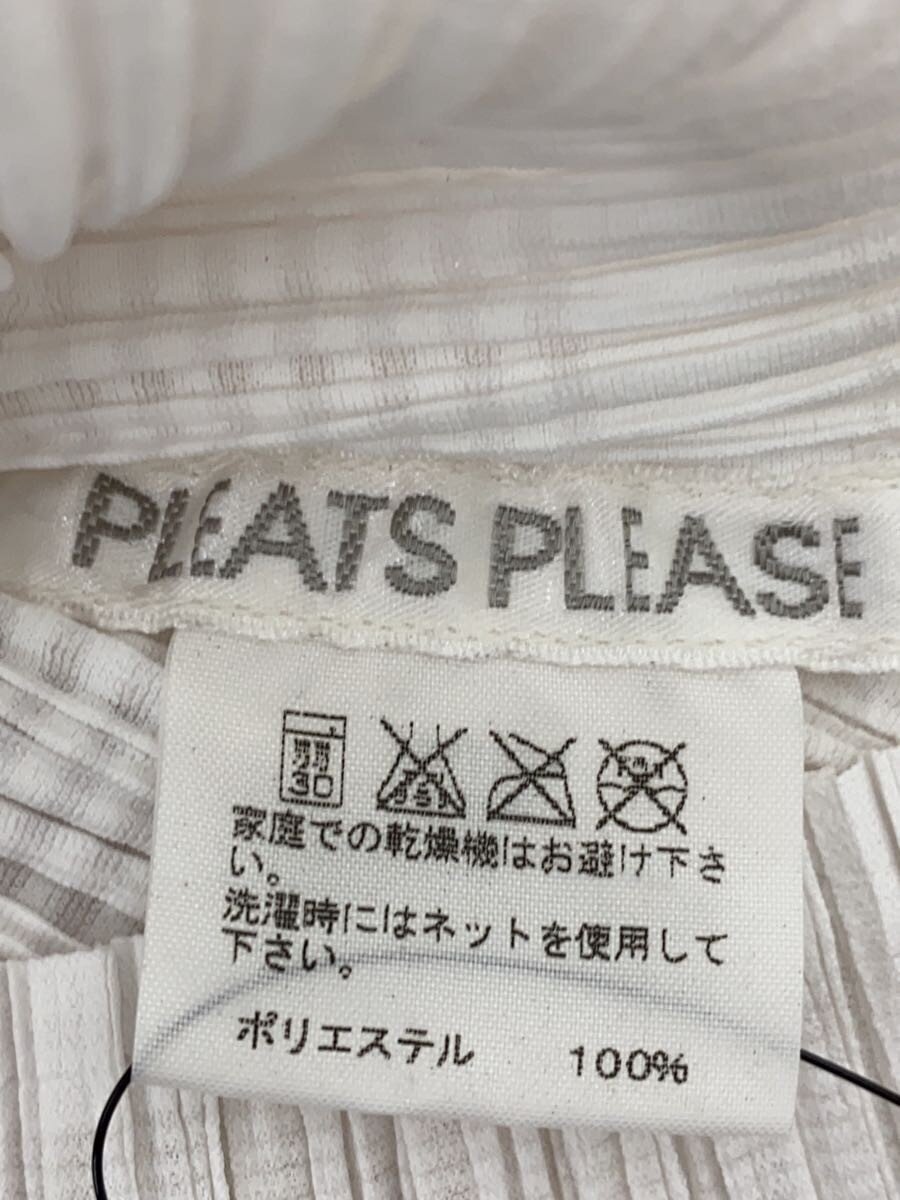 PLEATS PLEASE
弱
30
家庭での乾燥機はお避け下さ
い。
洗濯時にはネットを使用して
下さい。
ポリエステル 100%